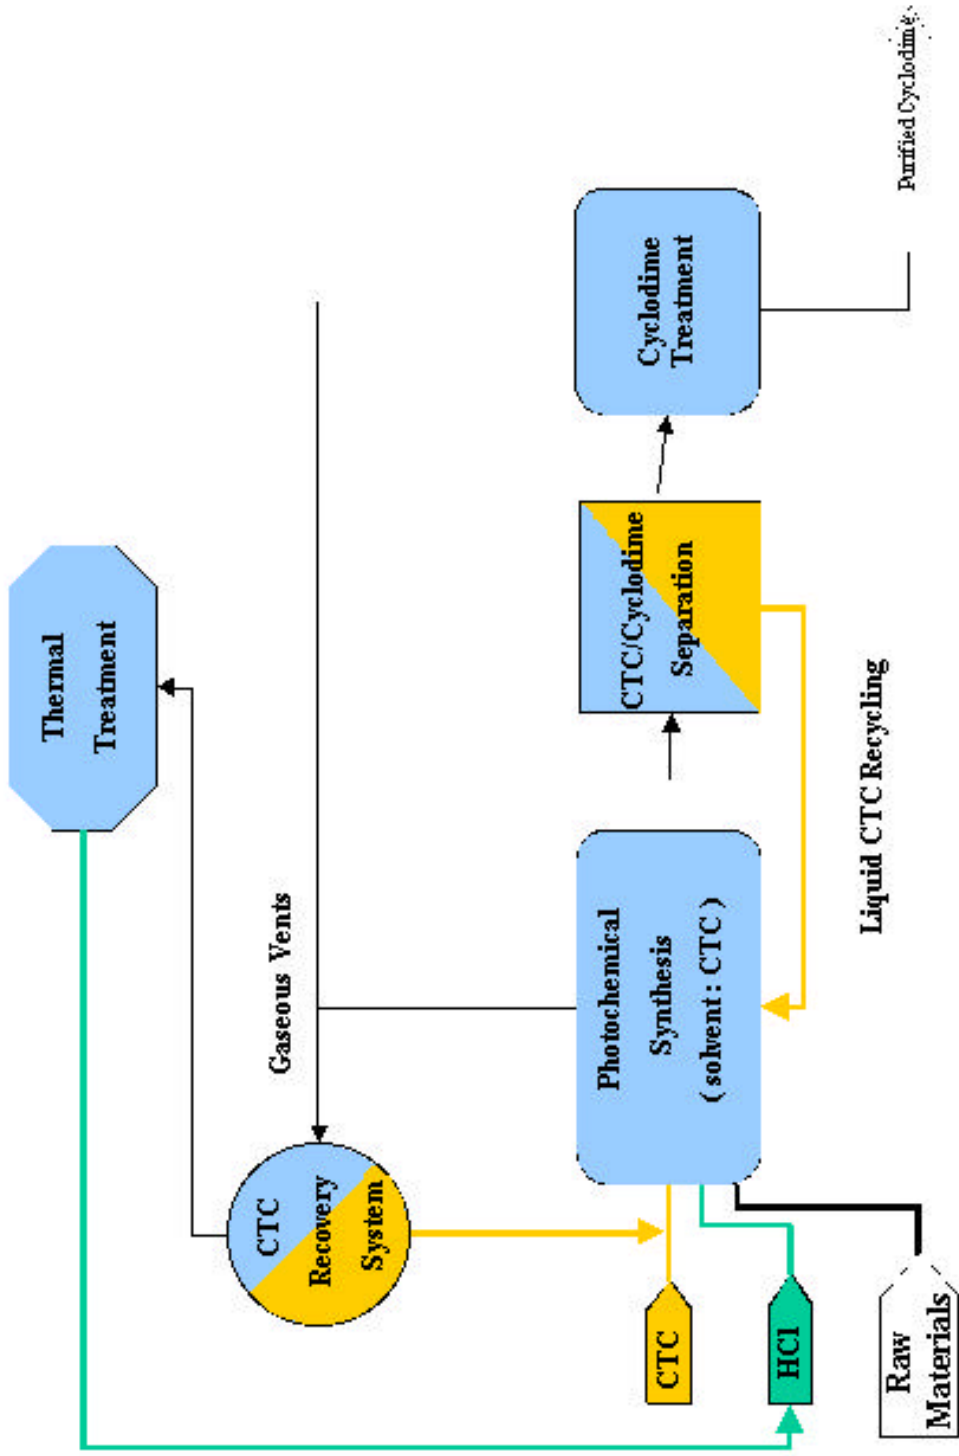 Thermal
Treatment
Gaseous Vents
CTC
Recovery
System
CTC
HCl
Raw
Materials
Photochemical
Synthesis
( solvent : CTC )
CTC/Cyclodime
Separation
Cyclodime
Treatment
Liquid CTC Recycling
Purified Cyclodime